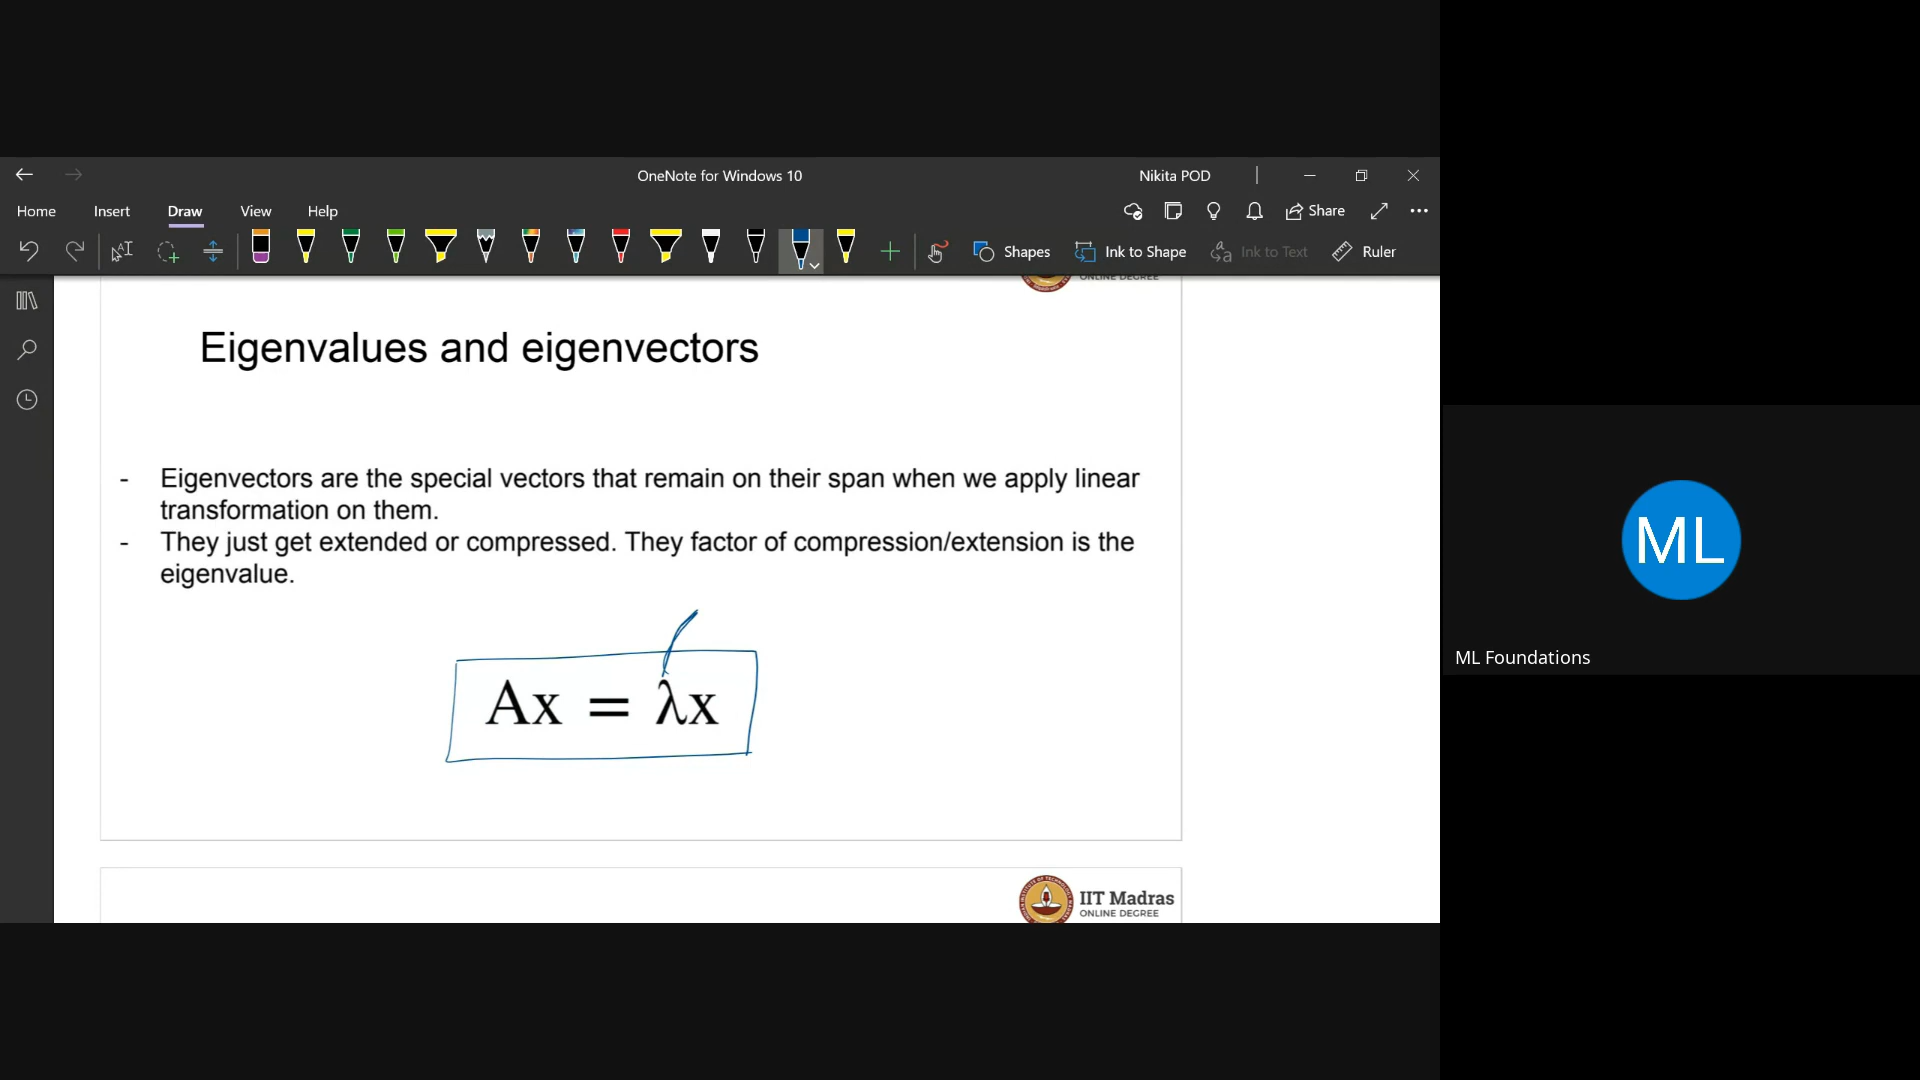 OneNote for Windows 10
Nikita POD
Home Insert Draw View Help
Share
Shapes Ink to Shape Ink to Text Ruler
ONLINE DEGREE
Eigenvalues and eigenvectors
- Eigenvectors are the special vectors that remain on their span when we apply linear
transformation on them.
- They just get extended or compressed. They factor of compression/extension is the
eigenvalue.
Ax = λx
IIT Madras
ONLINE DEGREE
ML
ML Foundations